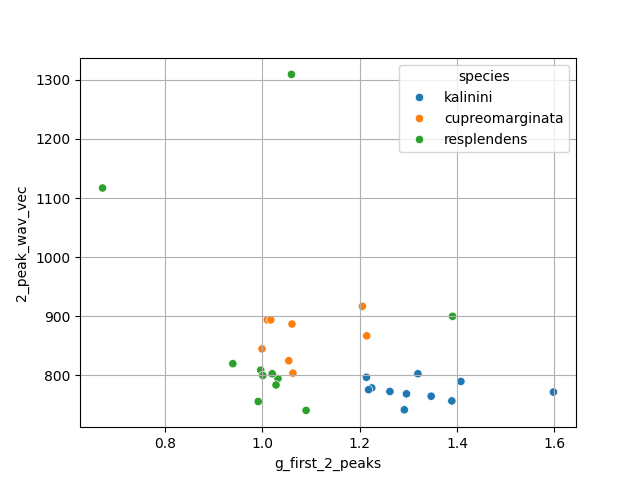 species
kalinini
cupreomarginata
resplendens
2_peak_wav_vec
1300
1200
1100
1000
900
800
0.8 1.0 1.2 1.4 1.6
g_first_2_peaks